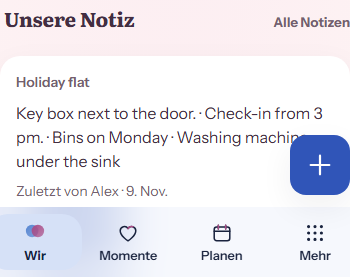 Unsere Notiz
Alle Notizen
Holiday flat
Key box next to the door. · Check-in from 3
pm. · Bins on Monday · Washing machine
under the sink
Zuletzt von Alex · 9. Nov.
Wir
Momente
Planen
Mehr